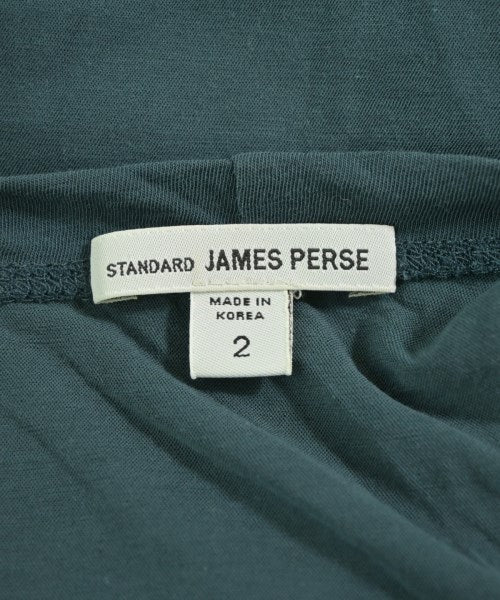 STANDARD JAMES PERSE
MADE IN
KOREA
2